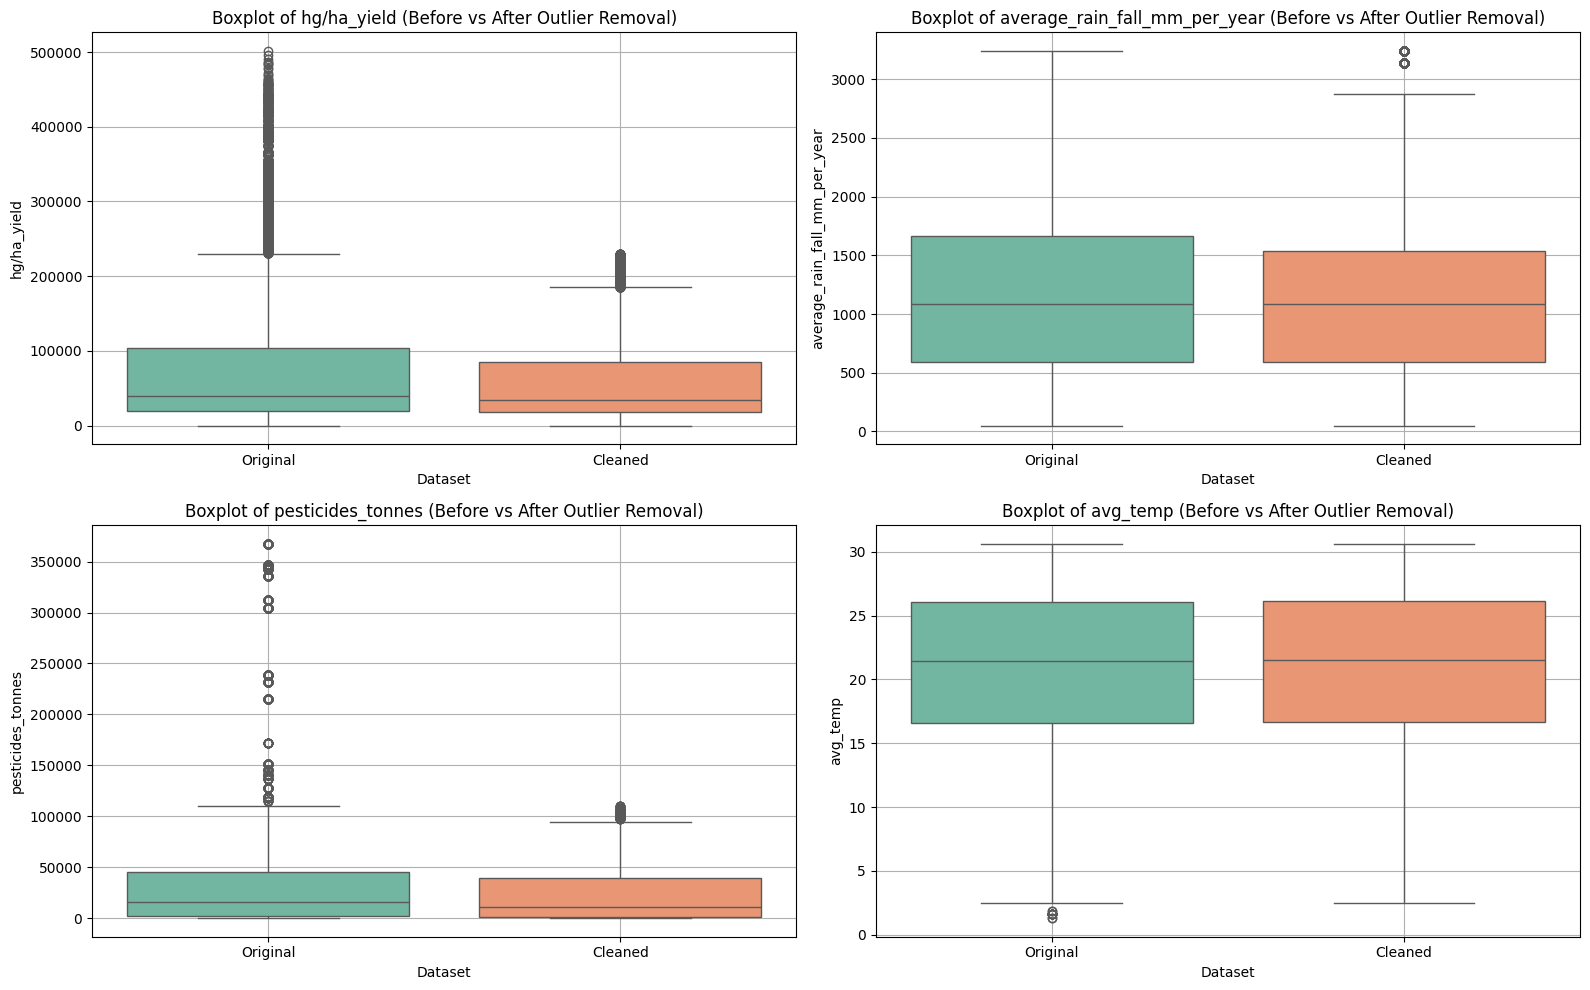 Boxplot of hg/ha_yield (Before vs After Outlier Removal)
hg/ha_yield
500000
400000
300000
200000
100000
0
Original
Cleaned
Dataset
Boxplot of average_rain_fall_mm_per_year (Before vs After Outlier Removal)
average_rain_fall_mm_per_year
3000
2500
2000
1500
1000
500
0
Original
Cleaned
Dataset
Boxplot of pesticides_tonnes (Before vs After Outlier Removal)
pesticides_tonnes
350000
300000
250000
200000
150000
100000
50000
0
Original
Cleaned
Dataset
Boxplot of avg_temp (Before vs After Outlier Removal)
avg_temp
30
25
20
15
10
5
0
Original
Cleaned
Dataset